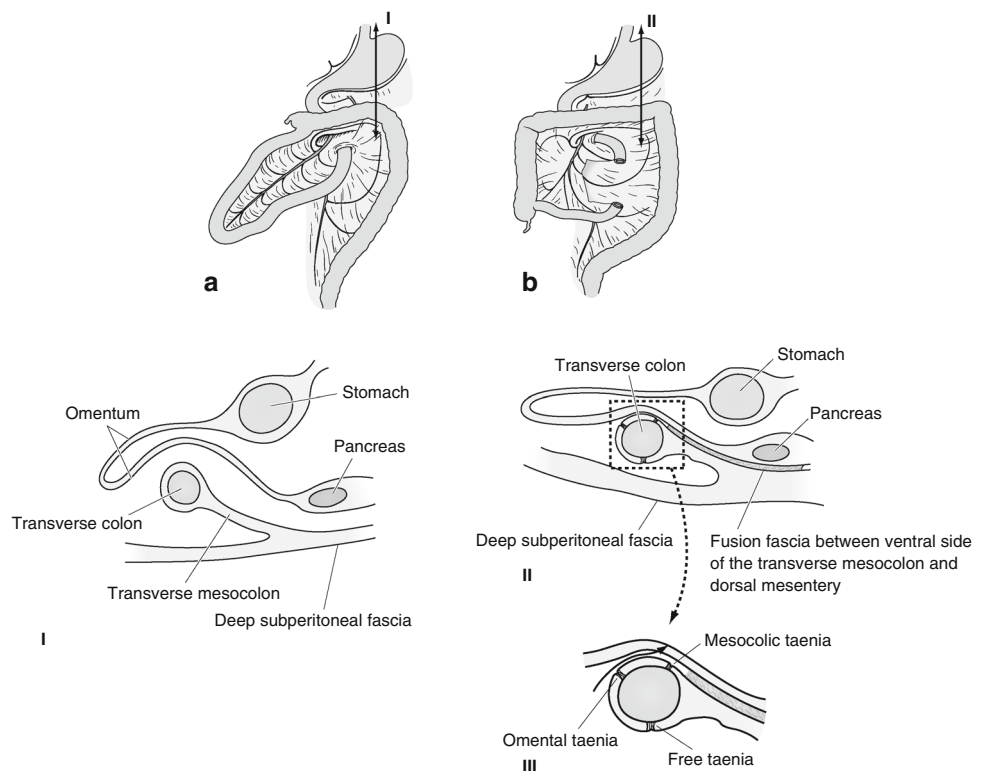 I
II
a
b
Omentum
Stomach
Pancreas
Transverse colon
Transverse mesocolon
Deep subperitoneal fascia
I
Transverse colon
Stomach
Pancreas
Deep subperitoneal fascia
Fusion fascia between ventral side
of the transverse mesocolon and
dorsal mesentery
II
Mesocolic taenia
Omental taenia
Free taenia
III